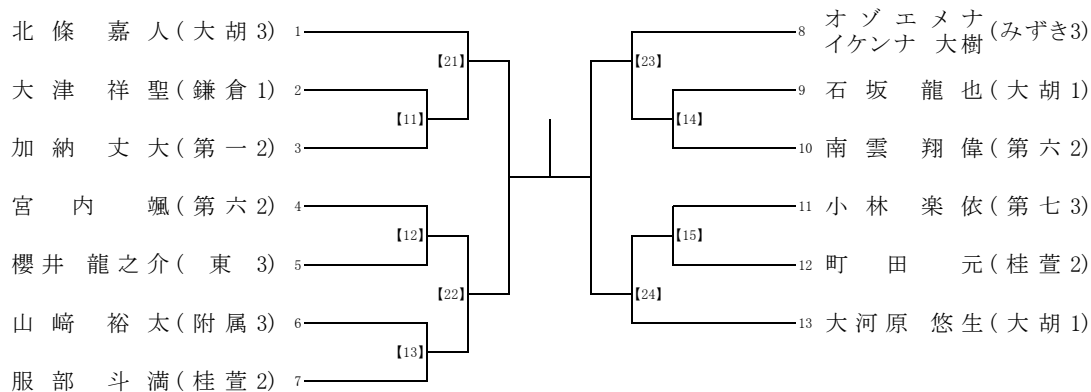 北條 嘉人(大胡3) 1
【21】
大津 祥聖(鎌倉1) 2
【11】
加納 丈大(第一2) 3
宮内 颯(第六2) 4
【12】
櫻井 龍之介(東 3) 5
【22】
山﨑 裕太(附属3) 6
【13】
服部 斗満(桂萱2) 7
8 オゾエメナ
イケンナ 大樹(みずき3)
【23】
9 石坂 龍也(大胡1)
【14】
10 南雲 翔偉(第六2)
11 小林 楽依(第七3)
【15】
12 町田 元(桂萱2)
【24】
13 大河原 悠生(大胡1)